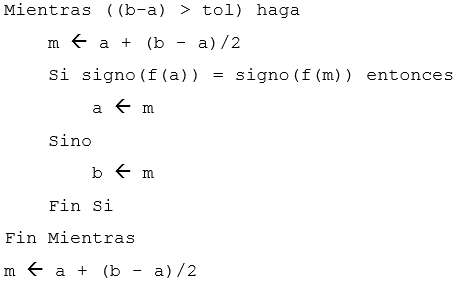 Mientras ((b-a) > tol) haga
m ← a + (b - a)/2
Si signo(f(a)) = signo(f(m)) entonces
a ← m
Sino
b ← m
Fin Si
Fin Mientras
m ← a + (b - a)/2